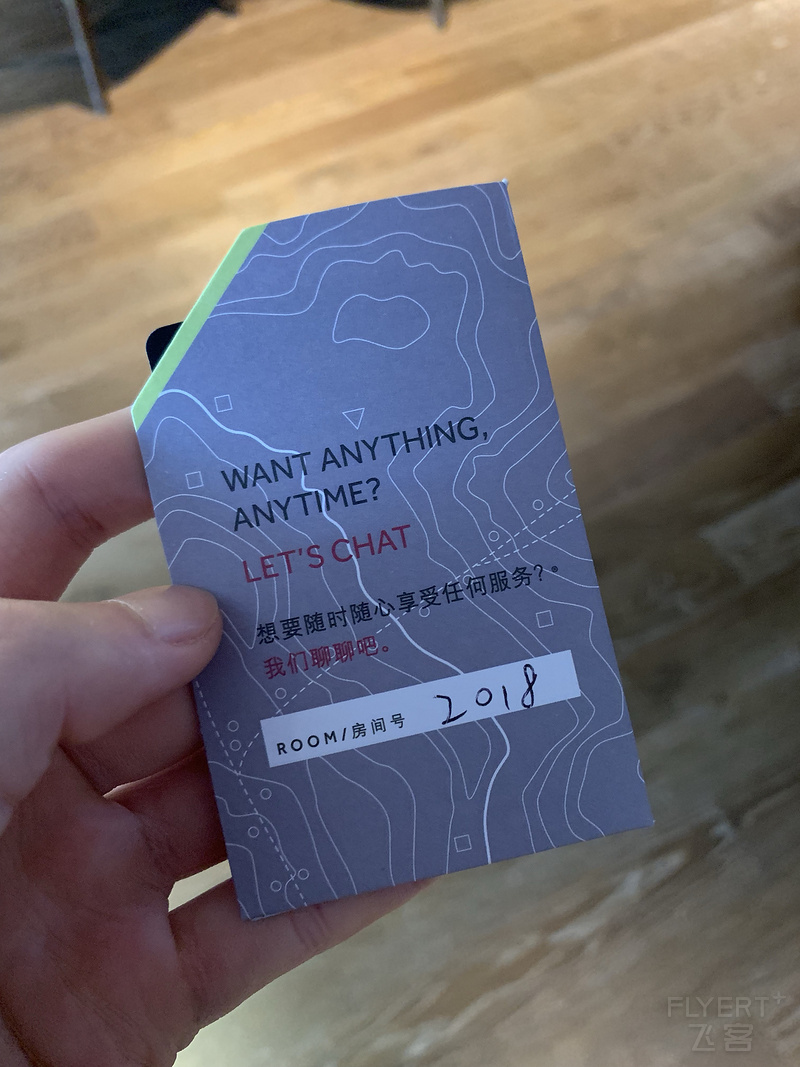 WANT ANYTHING,
ANYTIME?
LET'S CHAT
想要随时随心享受任何服务?
我们聊聊吧。
ROOM/房间号 2018
FLYERT+
飞客